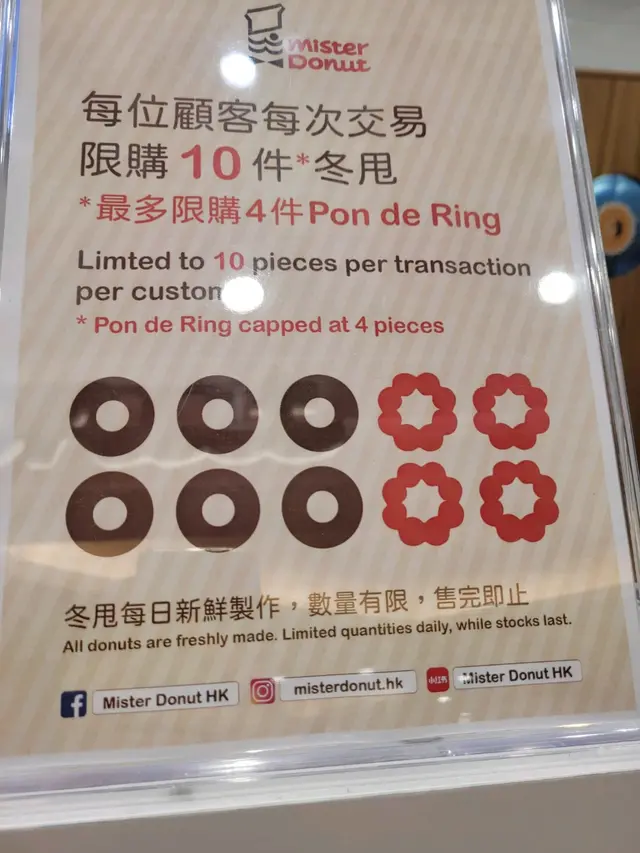 Mister
Donut
每位顧客每次交易
限購 10 件*冬甩
*最多限購4件Pon de Ring
Limted to 10 pieces per transaction
per custom
* Pon de Ring capped at 4 pieces
冬甩每日新鮮製作，數量有限，售完即止
All donuts are freshly made. Limited quantities daily, while stocks last.
Mister Donut HK
misterdonut.hk
小红书 Mister Donut HK